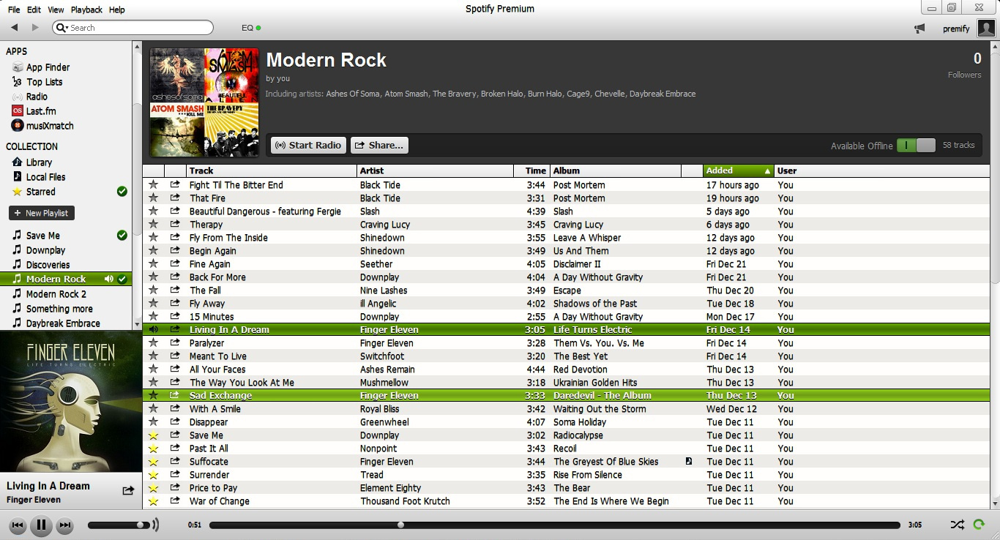 File Edit View Playback Help
Spotify Premium
Search
EQ
premify
APPS
App Finder
Top Lists
Radio
Last.fm
musiXmatch
COLLECTION
Library
Local Files
Starred
+ New Playlist
Save Me
Downplay
Discoveries
Modern Rock
Modern Rock 2
Something more
Daybreak Embrace
FINGER ELEVEN
LIFE TURNS ELECTRIC
Living In A Dream
Finger Eleven
ashes of soma
ATOM SMASH
BEAUTIFUL ALIEN
ATOM SMASH
KILL ME
THE BRAVERY
Modern Rock
by you
Including artists: Ashes Of Soma, Atom Smash, The Bravery, Broken Halo, Burn Halo, Cage9, Chevelle, Daybreak Embrace
0
Followers
Start Radio Share...
Available Offline 58 tracks
Track Artist Time Album Added User
Fight Til The Bitter End Black Tide 3:44 Post Mortem 17 hours ago You
That Fire Black Tide 3:31 Post Mortem 19 hours ago You
Beautiful Dangerous - featuring Fergie Slash 4:39 Slash 5 days ago You
Therapy Craving Lucy 3:45 Craving Lucy 6 days ago You
Fly From The Inside Shinedown 3:55 Leave A Whisper 12 days ago You
Begin Again Shinedown 3:49 Us And Them 12 days ago You
Fine Again Seether 4:05 Disclaimer II Fri Dec 21 You
Back For More Downplay 4:04 A Day Without Gravity Fri Dec 21 You
The Fall Nine Lashes 3:49 Escape Thu Dec 20 You
Fly Away ill Angelic 4:02 Shadows of the Past Tue Dec 18 You
15 Minutes Downplay 2:55 A Day Without Gravity Mon Dec 17 You
Living In A Dream Finger Eleven 3:05 Life Turns Electric Fri Dec 14 You
Paralyzer Finger Eleven 3:28 Them Vs. You. Vs. Me Fri Dec 14 You
Meant To Live Switchfoot 3:20 The Best Yet Fri Dec 14 You
All Your Faces Ashes Remain 4:44 Red Devotion Thu Dec 13 You
The Way You Look At Me Mushmellow 3:18 Ukrainian Golden Hits Thu Dec 13 You
Sad Exchange Finger Eleven 3:33 Daredevil - The Album Thu Dec 13 You
With A Smile Royal Bliss 3:42 Waiting Out the Storm Wed Dec 12 You
Disappear Greenwheel 4:07 Soma Holiday Tue Dec 11 You
Save Me Downplay 3:02 Radiocalypse Tue Dec 11 You
Past It All Nonpoint 3:43 Recoil Tue Dec 11 You
Suffocate Finger Eleven 3:44 The Greyest Of Blue Skies Tue Dec 11 You
Surrender Tread 3:35 Rise From Silence Tue Dec 11 You
Price to Pay Element Eighty 3:43 The Bear Tue Dec 11 You
War of Change Thousand Foot Krutch 3:52 The End Is Where We Begin Tue Dec 11 You
0:51 3:05